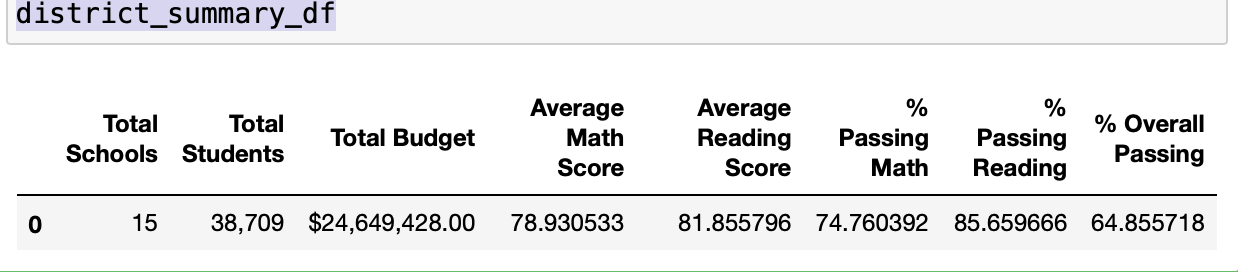 district_summary_df
Total Schools Total Students Total Budget Average Math Score Average Reading Score % Passing Math % Passing Reading % Overall Passing
0 15 38,709 $24,649,428.00 78.930533 81.855796 74.760392 85.659666 64.855718